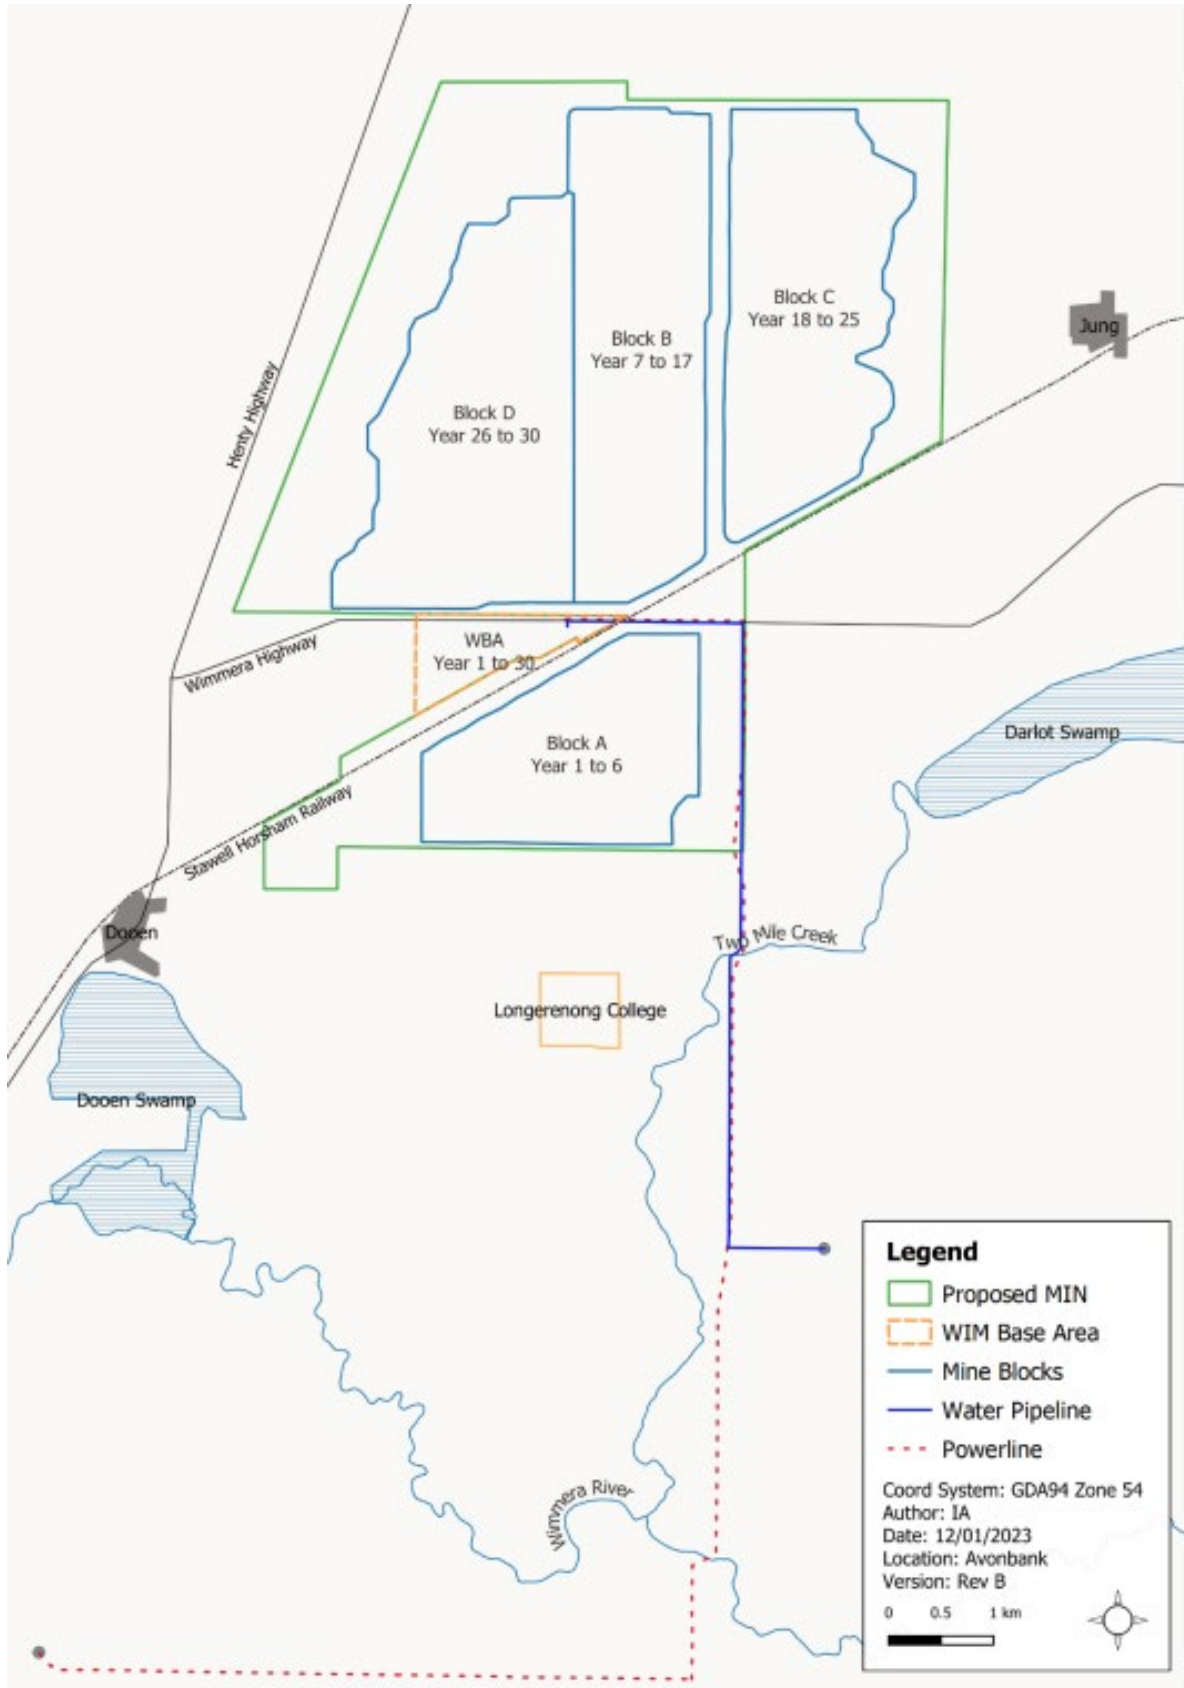 Block C
Year 18 to 25
Jung
Block B
Year 7 to 17
Henty Highway
Block D
Year 26 to 30
WBA
Year 1 to 30
Wimmera Highway
Darlot Swamp
Block A
Year 1 to 6
Stawell Horsham Railway
Dooen
Two Mile Creek
Longerenong College
Dooen Swamp
Wimmera River
Legend
Proposed MIN
WIM Base Area
Mine Blocks
Water Pipeline
Powerline
Coord System: GDA94 Zone 54
Author: IA
Date: 12/01/2023
Location: Avonbank
Version: Rev B
0 0.5 1 km